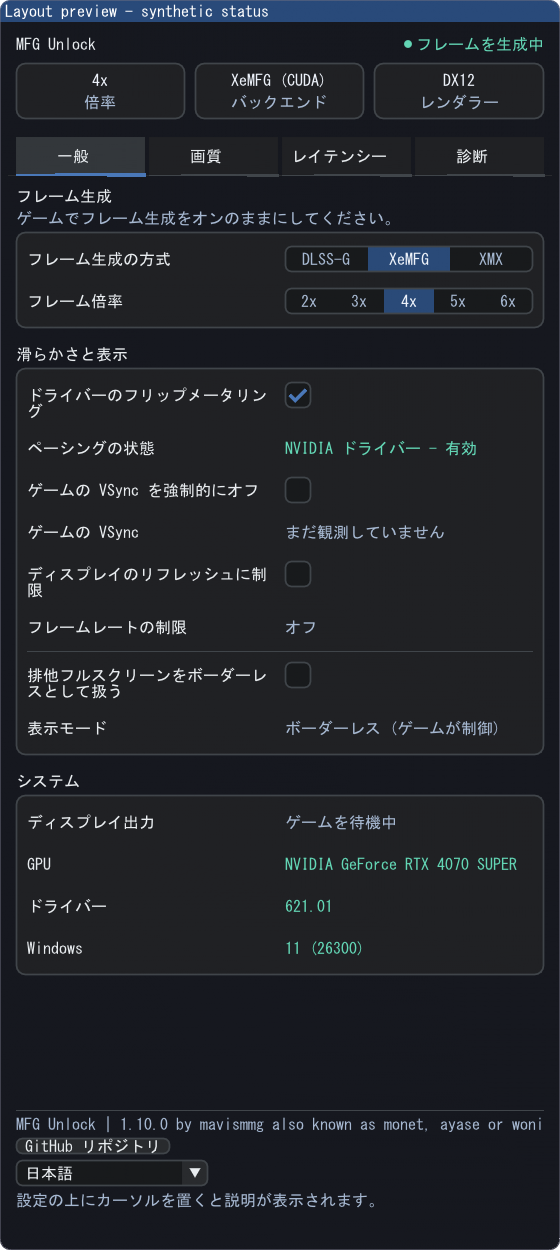 Layout preview - synthetic status
MFG Unlock
フレームを生成中
4x
倍率
XeMFG (CUDA)
バックエンド
DX12
レンダラー
一般
画質
レイテンシー
診断
フレーム生成
ゲームでフレーム生成をオンのままにしてください。
フレーム生成の方式
DLSS-G
XeMFG
XMX
フレーム倍率
2x
3x
4x
5x
6x
滑らかさと表示
ドライバーのフリップメータリン
グ
ペーシングの状態
NVIDIA ドライバー - 有効
ゲームの VSync を強制的にオフ
ゲームの VSync
まだ観測していません
ディスプレイのリフレッシュに制
限
フレームレートの制限
オフ
排他フルスクリーンをボーダーレ
スとして扱う
表示モード
ボーダーレス (ゲームが制御)
システム
ディスプレイ出力
ゲームを待機中
GPU
NVIDIA GeForce RTX 4070 SUPER
ドライバー
621.01
Windows
11 (26300)
MFG Unlock | 1.10.0 by mavismmg also known as monet, ayase or woni
GitHub リポジトリ
日本語
設定の上にカーソルを置くと説明が表示されます。